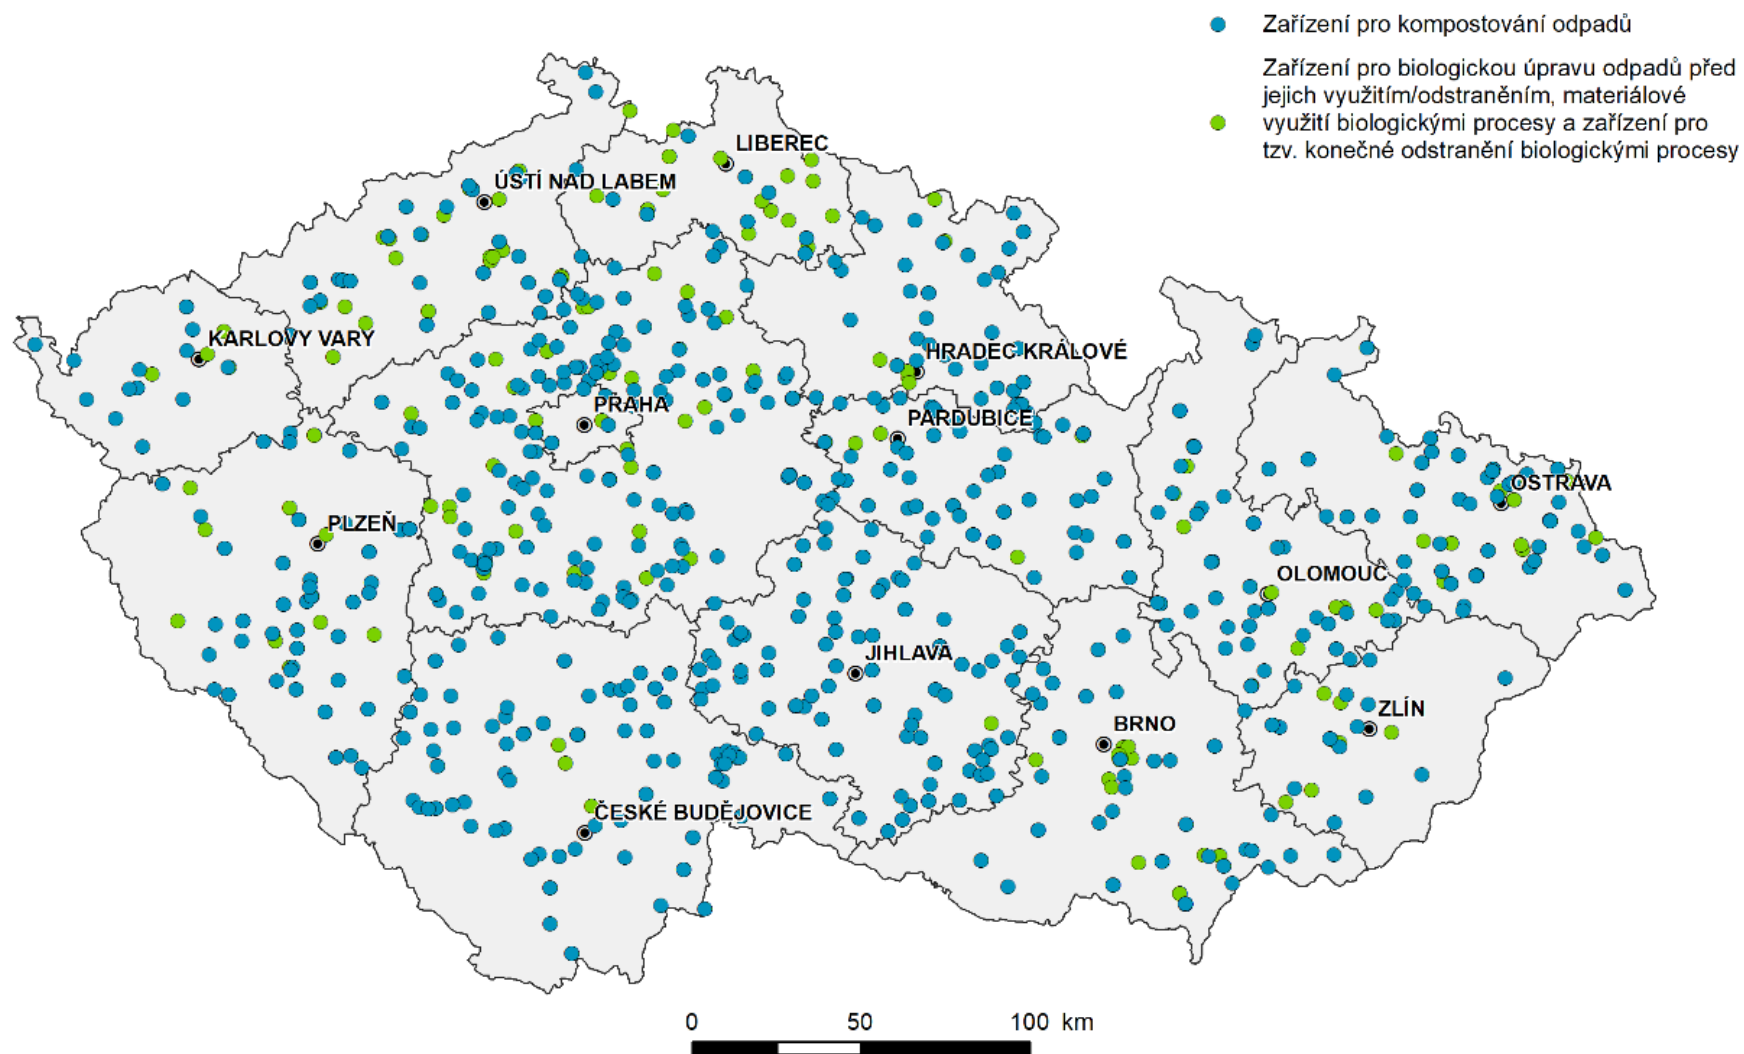 Zařízení pro kompostování odpadů
Zařízení pro biologickou úpravu odpadů před
jejich využitím/odstraněním, materiálové
využití biologickými procesy a zařízení pro
tzv. konečné odstranění biologickými procesy
LIBEREC
ÚSTÍ NAD LABEM
KARLOVY VARY
HRADEC KRÁLOVÉ
PRAHA
PARDUBICE
OSTRAVA
PLZEŇ
OLOMOUC
JIHLAVA
ZLÍN
BRNO
ČESKÉ BUDĚJOVICE
0 50 100 km